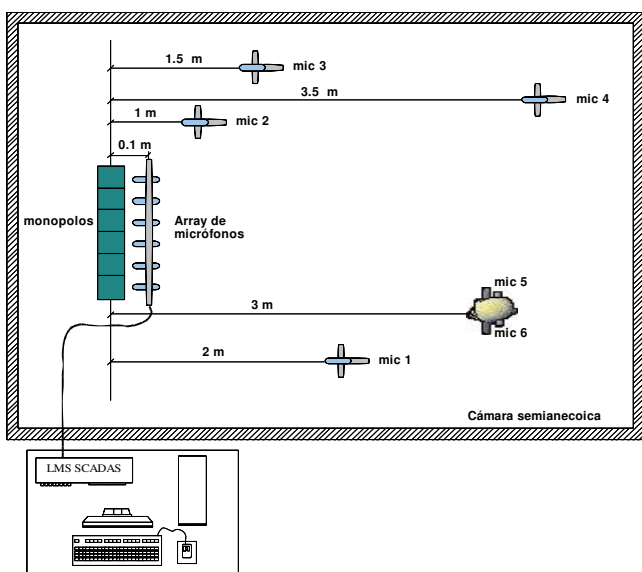 1.5 m
mic 3
3.5 m
mic 4
1 m
mic 2
0.1 m
monopolos
Array de
micrófonos
mic 5
3 m
mic 6
2 m
mic 1
Cámara semianecoica
LMS SCADAS